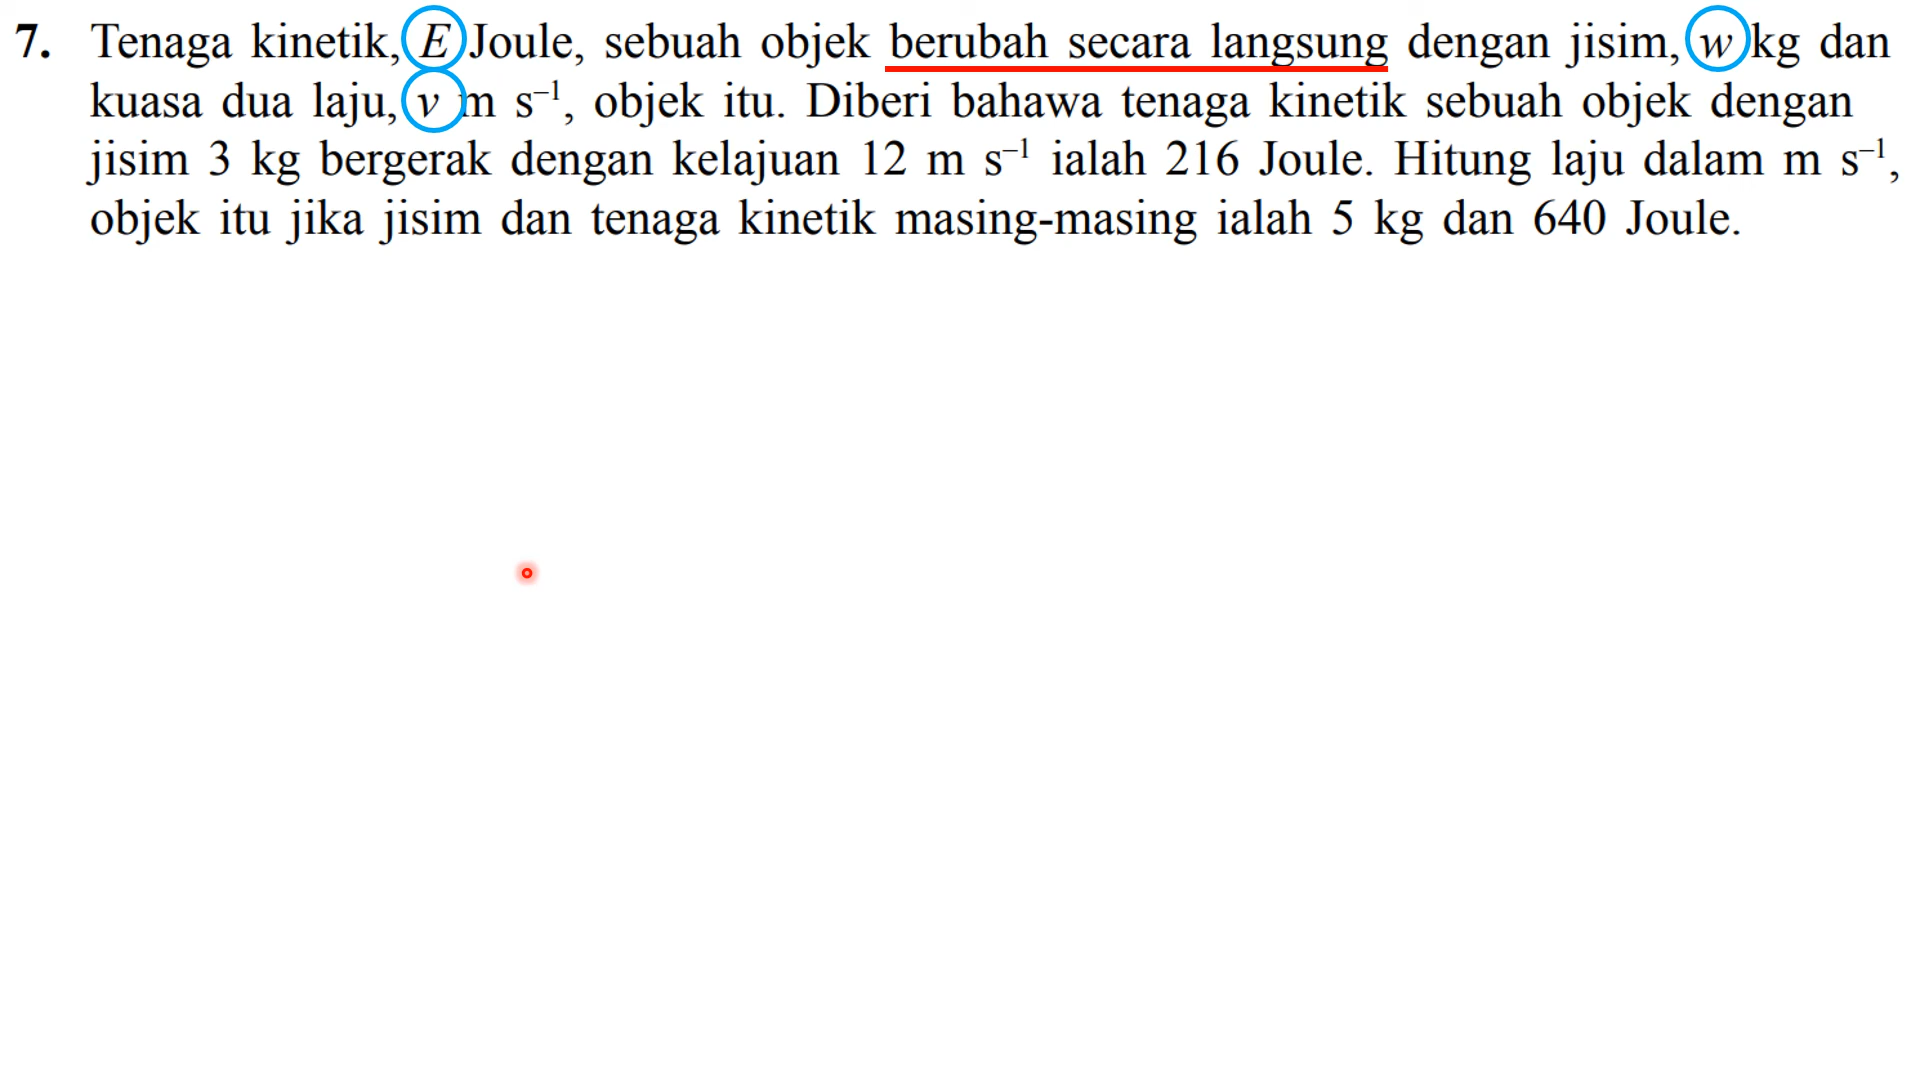 7. Tenaga kinetik, E Joule, sebuah objek berubah secara langsung dengan jisim, w kg dan
kuasa dua laju, v m s⁻¹, objek itu. Diberi bahawa tenaga kinetik sebuah objek dengan
jisim 3 kg bergerak dengan kelajuan 12 m s⁻¹ ialah 216 Joule. Hitung laju dalam m s⁻¹,
objek itu jika jisim dan tenaga kinetik masing-masing ialah 5 kg dan 640 Joule.